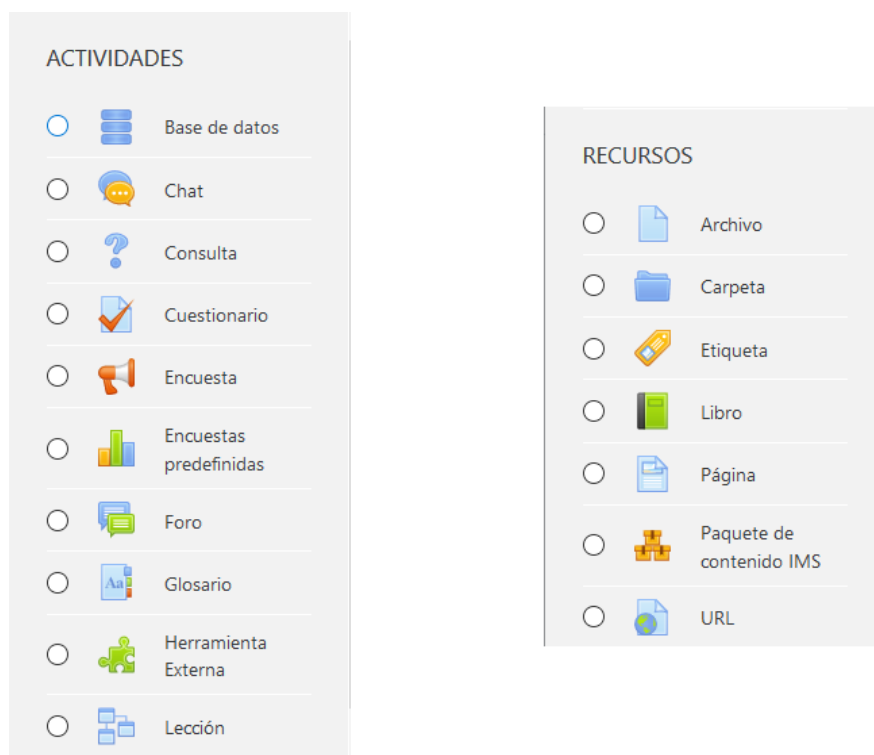 ACTIVIDADES
Base de datos
Chat
Consulta
Cuestionario
Encuesta
Encuestas
predefinidas
Foro
Aa
Glosario
Herramienta
Externa
Lección
RECURSOS
Archivo
Carpeta
Etiqueta
Libro
Página
Paquete de
contenido IMS
URL